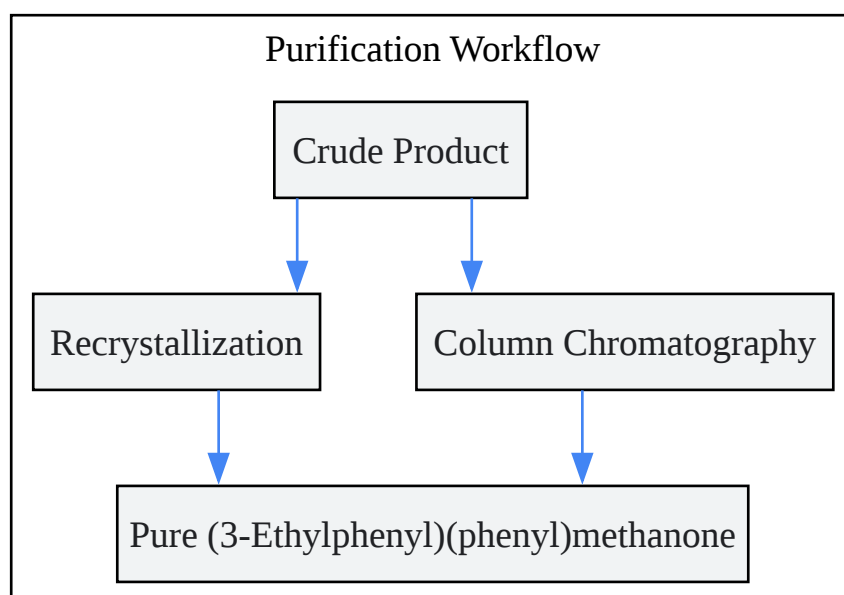 Purification Workflow
Crude Product
Recrystallization
Column Chromatography
Pure (3-Ethylphenyl)(phenyl)methanone